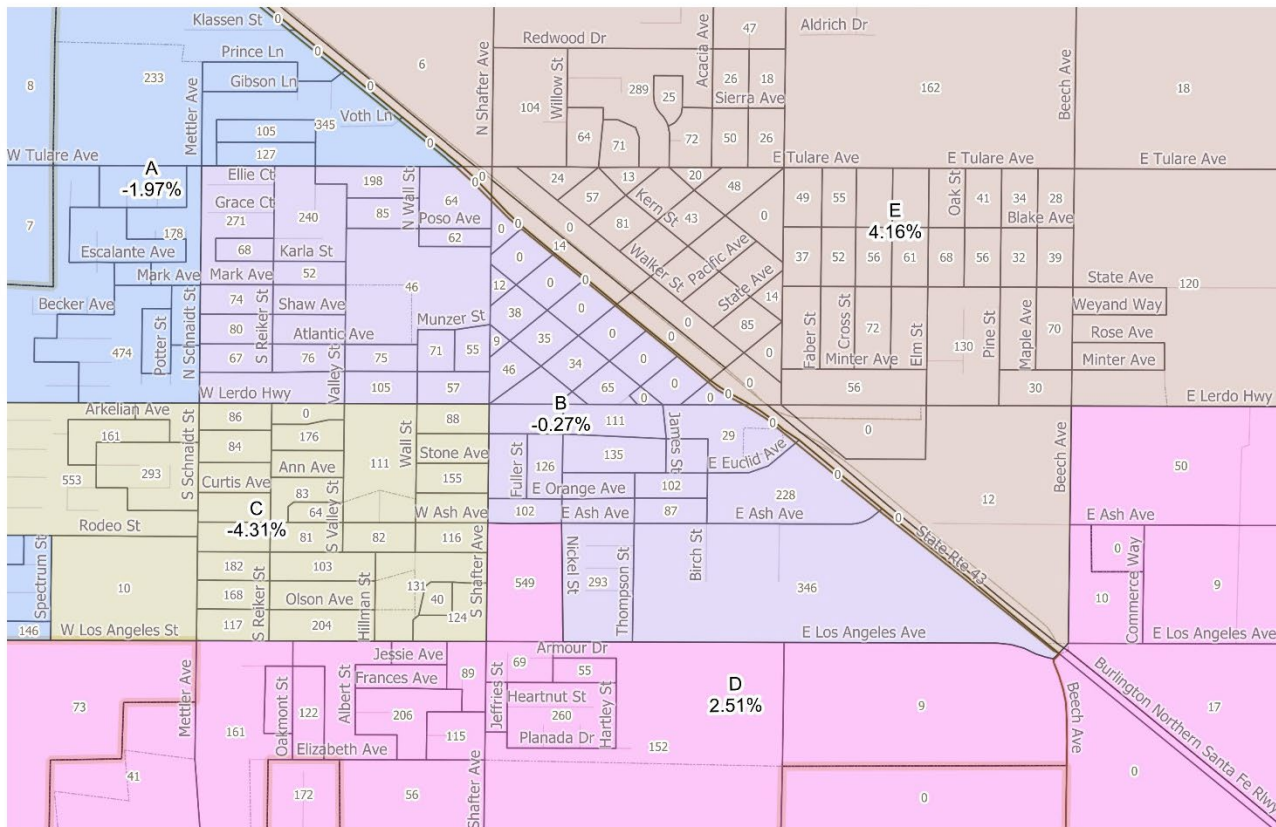 Klassen St
0
47
Aldrich Dr
Redwood Dr
Prince Ln
0
6
N Shafter Ave
Acacia Ave
Beech Ave
8
233
Gibson Ln
0
Willow St
289
25
26
18
162
18
Mettler Ave
104
Sierra Ave
Voth Ln
105
345
0
64
71
72
50
26
W Tulare Ave
127
E Tulare Ave
E Tulare Ave
E Tulare Ave
A
-1.97%
Ellie Ct
198
0
0
24
13
20
48
Oak St
Grace Ct
271
240
85
N Wall St
64
57
Kern St
49
55
E
4.16%
41
34
28
7
178
Poso Ave
62
0
14
81
43
0
Blake Ave
Escalante Ave
68
Karla St
0
0
Walker St
Pacific Ave
37
52
56
61
68
56
32
39
Mark Ave
Mark Ave
52
46
12
0
0
State Ave
14
State Ave
120
Becker Ave
N Schnaidt St
74
S Reiker St
Shaw Ave
38
0
0
85
Faber St
Cross St
72
Elm St
Pine St
Maple Ave
70
Weyand Way
Potter St
80
Atlantic Ave
Munzer St
9
35
0
0
130
Rose Ave
474
67
76
Valley St
75
71
55
34
0
0
Minter Ave
Minter Ave
W Lerdo Hwy
105
57
46
65
0
0
0
0
56
30
E Lerdo Hwy
Arkelian Ave
86
0
88
B
-0.27%
111
James St
0
0
0
161
S Schnaidt St
84
176
111
Wall St
Stone Ave
135
29
E Euclid Ave
553
293
Ann Ave
155
Fuller St
126
0
Beech Ave
50
Curtis Ave
83
S Valley St
E Orange Ave
102
228
12
C
-4.31%
64
W Ash Ave
102
E Ash Ave
87
E Ash Ave
0
E Ash Ave
Rodeo St
81
82
116
State Rte 43
0
Commerce Way
Spectrum St
182
103
S Shafter Ave
549
Nickel St
293
Thompson St
Birch St
346
9
10
168
S Reiker St
Olson Ave
Hillman St
131
40
10
146
W Los Angeles St
117
204
124
E Los Angeles Ave
E Los Angeles Ave
Jessie Ave
69
Armour Dr
Mettler Ave
Oakmont St
Albert St
Frances Ave
89
Jeffries St
55
D
2.51%
Beech Ave
Burlington Northern Santa Fe Rlwy
73
122
206
Heartnut St
Hartley St
9
17
161
115
260
Elizabeth Ave
Planada Dr
152
41
Shafter Ave
0
172
56
0